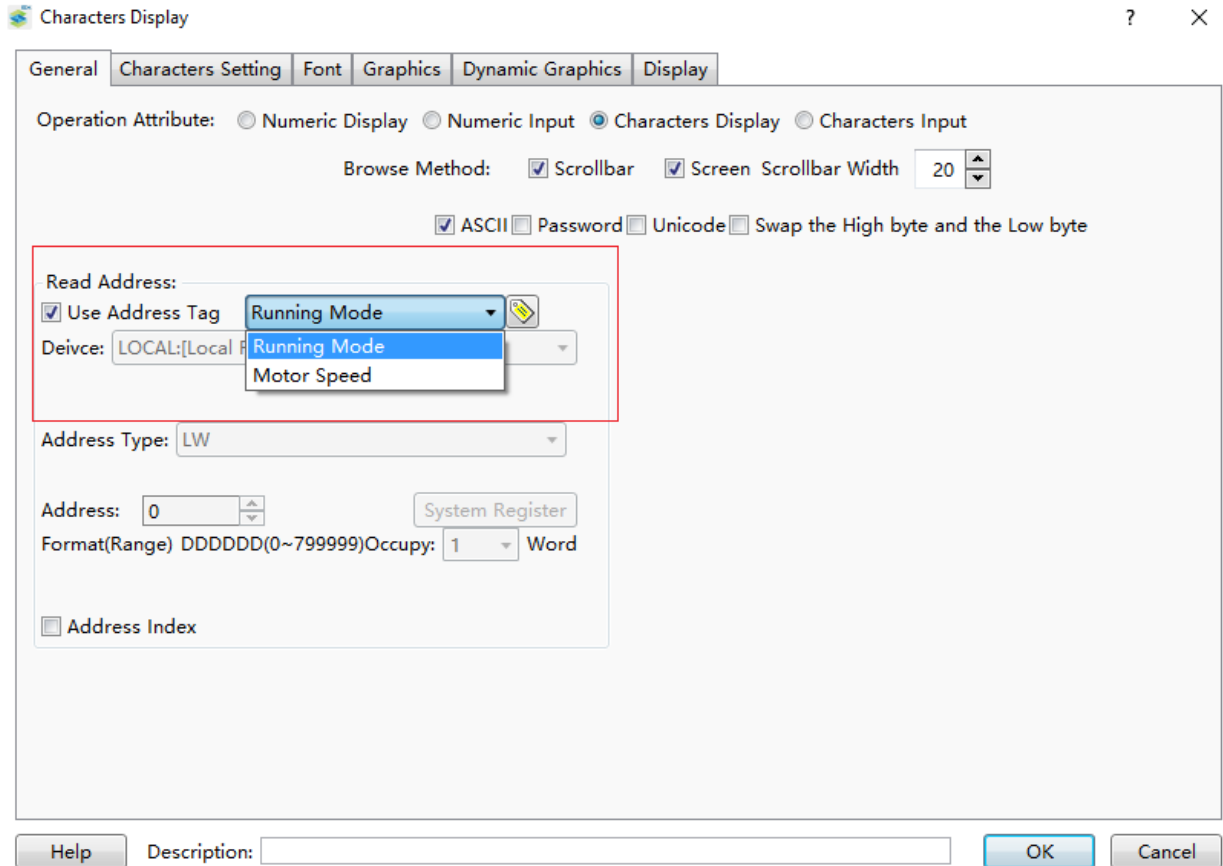 Characters Display ?
General Characters Setting Font Graphics Dynamic Graphics Display
Operation Attribute: Numeric Display Numeric Input Characters Display Characters Input
Browse Method: Scrollbar Screen Scrollbar Width 20
ASCII Password Unicode Swap the High byte and the Low byte
Read Address:
Use Address Tag Running Mode
Deivce: LOCAL:[Local
Running Mode
Motor Speed
Address Type: LW
Address: 0 System Register
Format(Range) DDDDDD(0~799999)Occupy: 1 Word
Address Index
Help Description: OK Cancel